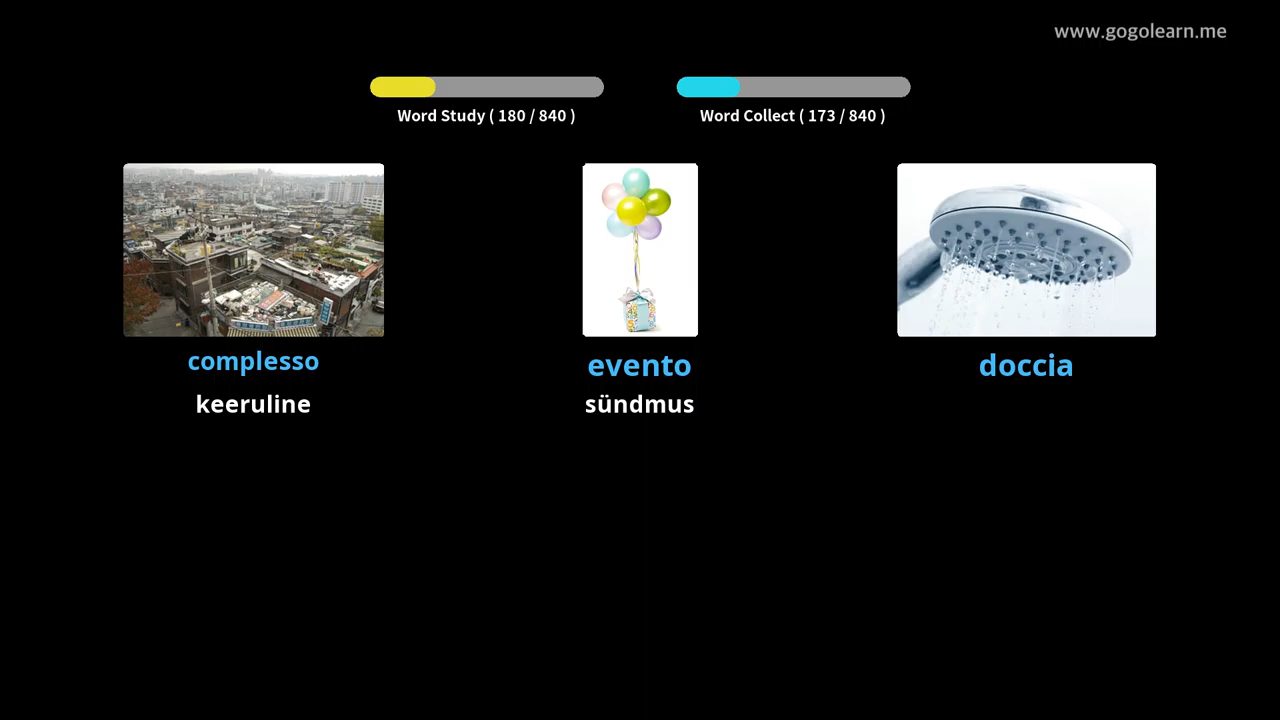 www.gogolearn.me
Word Study ( 180 / 840 )
Word Collect ( 173 / 840 )
complesso
evento
doccia
keeruline
sündmus